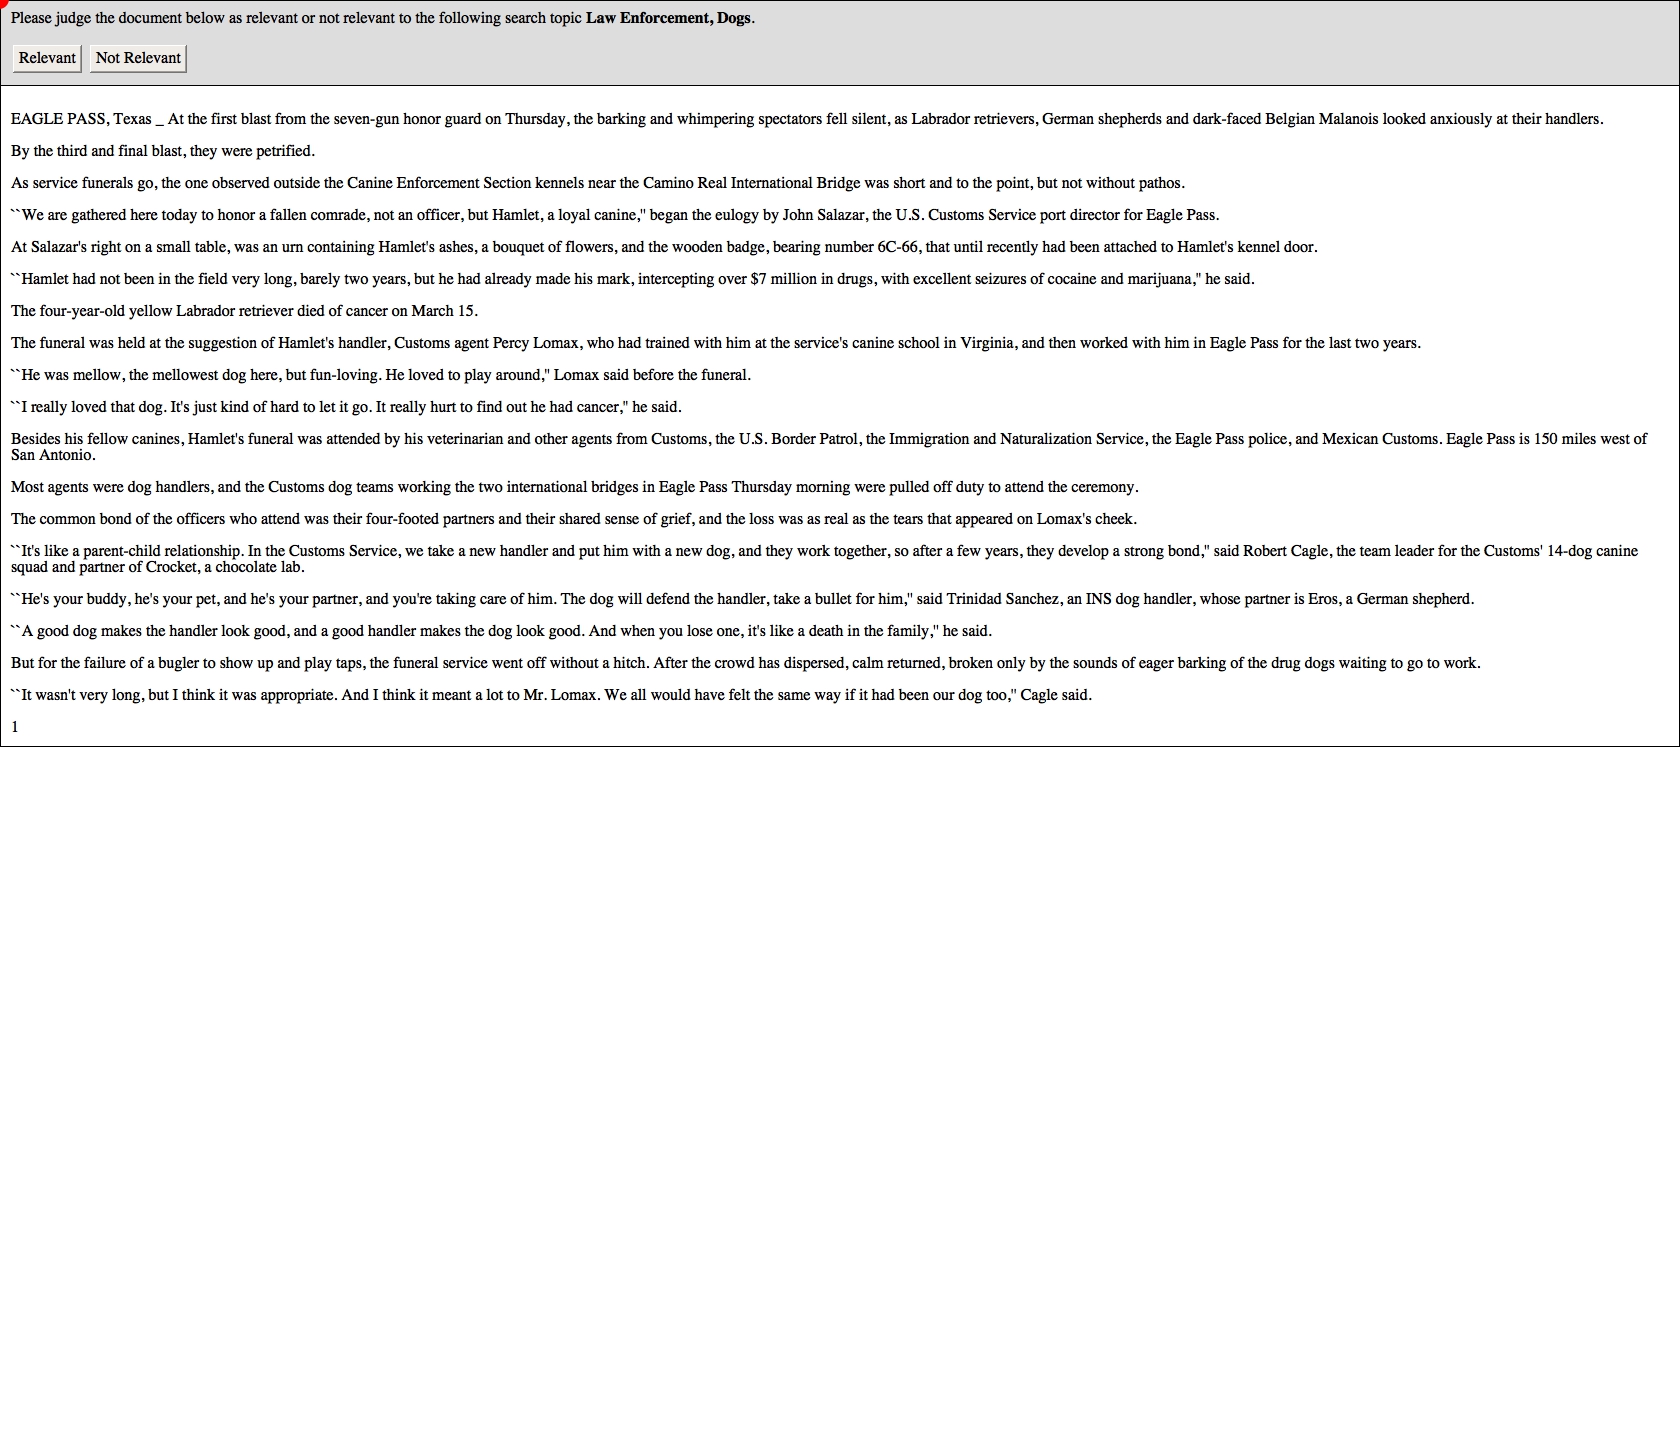 Please judge the document below as relevant or not relevant to the following search topic Law Enforcement, Dogs.
Relevant Not Relevant
EAGLE PASS, Texas _ At the first blast from the seven-gun honor guard on Thursday, the barking and whimpering spectators fell silent, as Labrador retrievers, German shepherds and dark-faced Belgian Malanois looked anxiously at their handlers.
By the third and final blast, they were petrified.
As service funerals go, the one observed outside the Canine Enforcement Section kennels near the Camino Real International Bridge was short and to the point, but not without pathos.
``We are gathered here today to honor a fallen comrade, not an officer, but Hamlet, a loyal canine,'' began the eulogy by John Salazar, the U.S. Customs Service port director for Eagle Pass.
At Salazar's right on a small table, was an urn containing Hamlet's ashes, a bouquet of flowers, and the wooden badge, bearing number 6C-66, that until recently had been attached to Hamlet's kennel door.
``Hamlet had not been in the field very long, barely two years, but he had already made his mark, intercepting over $7 million in drugs, with excellent seizures of cocaine and marijuana,'' he said.
The four-year-old yellow Labrador retriever died of cancer on March 15.
The funeral was held at the suggestion of Hamlet's handler, Customs agent Percy Lomax, who had trained with him at the service's canine school in Virginia, and then worked with him in Eagle Pass for the last two years.
``He was mellow, the mellowest dog here, but fun-loving. He loved to play around,'' Lomax said before the funeral.
``I really loved that dog. It's just kind of hard to let it go. It really hurt to find out he had cancer,'' he said.
Besides his fellow canines, Hamlet's funeral was attended by his veterinarian and other agents from Customs, the U.S. Border Patrol, the Immigration and Naturalization Service, the Eagle Pass police, and Mexican Customs. Eagle Pass is 150 miles west of
San Antonio.
Most agents were dog handlers, and the Customs dog teams working the two international bridges in Eagle Pass Thursday morning were pulled off duty to attend the ceremony.
The common bond of the officers who attend was their four-footed partners and their shared sense of grief, and the loss was as real as the tears that appeared on Lomax's cheek.
``It's like a parent-child relationship. In the Customs Service, we take a new handler and put him with a new dog, and they work together, so after a few years, they develop a strong bond,'' said Robert Cagle, the team leader for the Customs' 14-dog canine
squad and partner of Crocket, a chocolate lab.
``He's your buddy, he's your pet, and he's your partner, and you're taking care of him. The dog will defend the handler, take a bullet for him,'' said Trinidad Sanchez, an INS dog handler, whose partner is Eros, a German shepherd.
``A good dog makes the handler look good, and a good handler makes the dog look good. And when you lose one, it's like a death in the family,'' he said.
But for the failure of a bugler to show up and play taps, the funeral service went off without a hitch. After the crowd has dispersed, calm returned, broken only by the sounds of eager barking of the drug dogs waiting to go to work.
``It wasn't very long, but I think it was appropriate. And I think it meant a lot to Mr. Lomax. We all would have felt the same way if it had been our dog too,'' Cagle said.
1